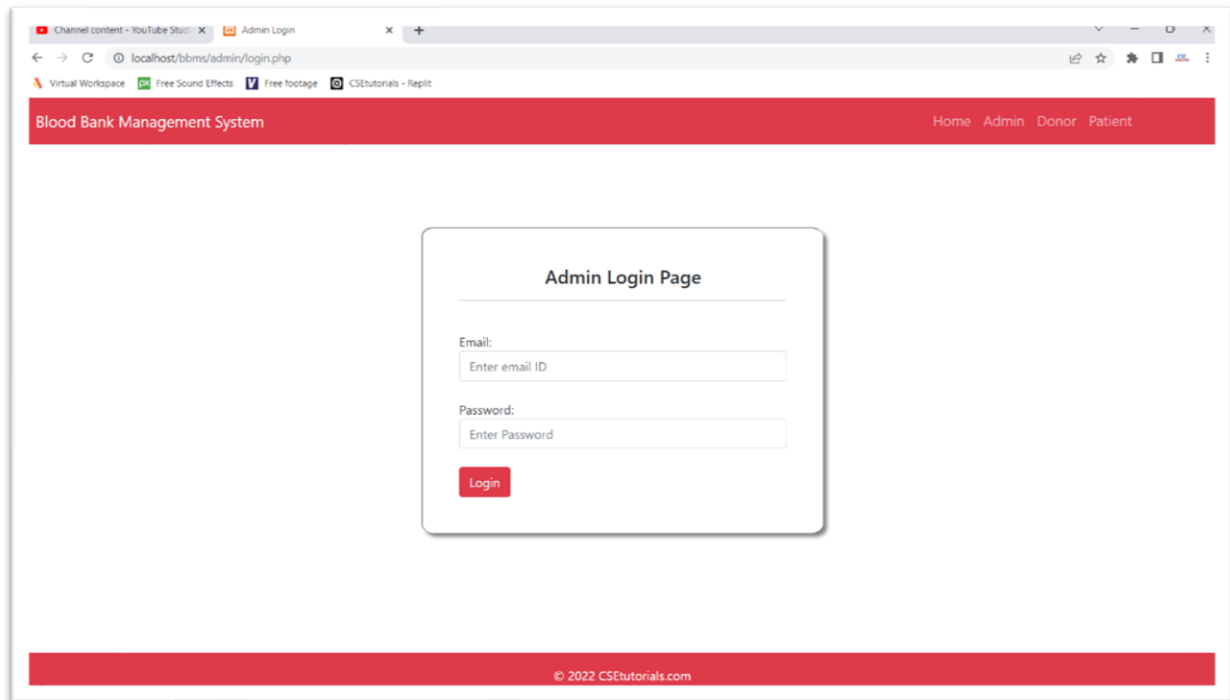 Channel content - YouTube Stud
Admin Login
localhost/bbms/admin/login.php
Virtual Workspace
Free Sound Effects
Free footage
CSEtutorials - Replit
Blood Bank Management System
Home Admin Donor Patient
Admin Login Page
Email:
Enter email ID
Password:
Enter Password
Login
© 2022 CSEtutorials.com